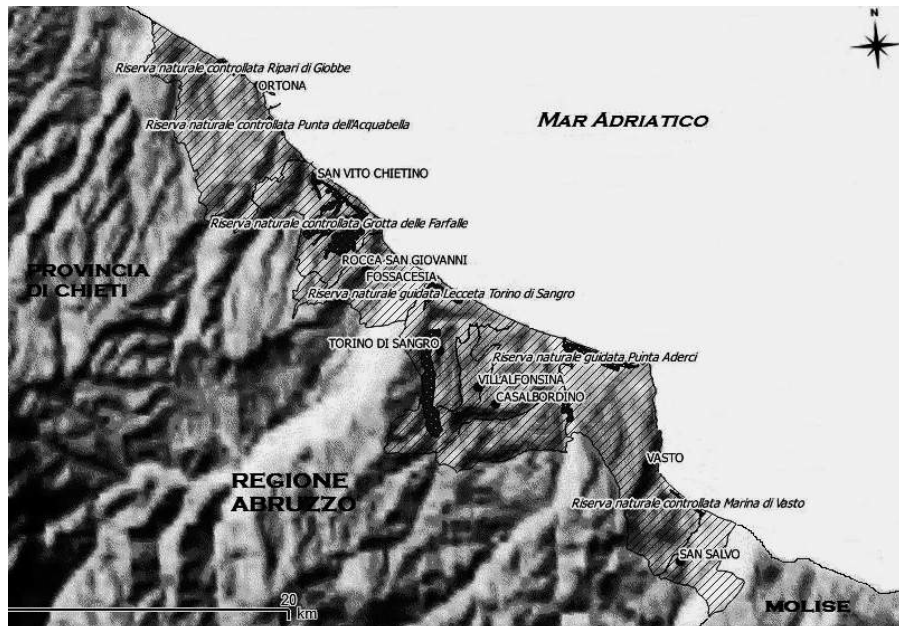 N
Riserva naturale controllata Ripari di Giobbe
ORTONA
MAR ADRIATICO
Riserva naturale controllata Punta dell'Acquabella
SAN VITO CHIETINO
Riserva naturale controllata Grotta delle Farfalle
ROCCA SAN GIOVANNI
PROVINCIA
DI CHIETI
FOSSACESIA
Riserva naturale guidata Lecceta Torino di Sangro
TORINO DI SANGRO
Riserva naturale guidata Punta Aderci
VILLALFONSINA
CASALBORDINO
VASTO
REGIONE
ABRUZZO
Riserva naturale controllata Marina di Vasto
SAN SALVO
20
km
MOLISE